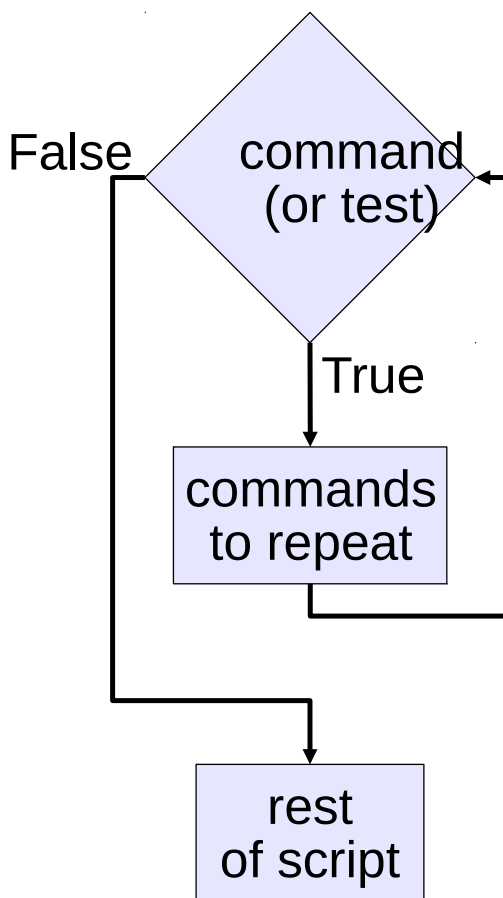 False
command
(or test)
True
commands
to repeat
rest
of script